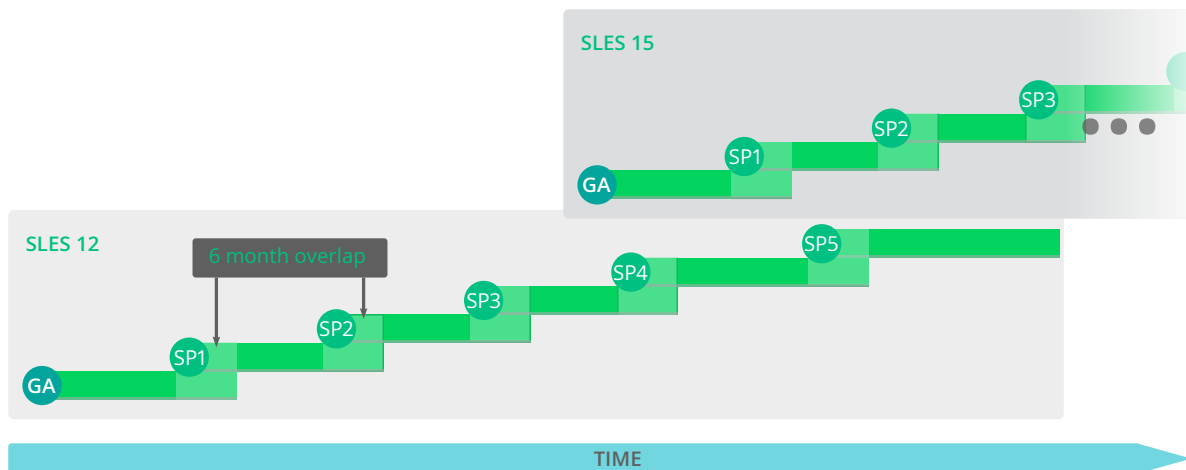 SLES 15
SP3
SP2
SP1
GA
SLES 12
6 month overlap
SP5
SP4
SP3
SP2
SP1
GA
TIME